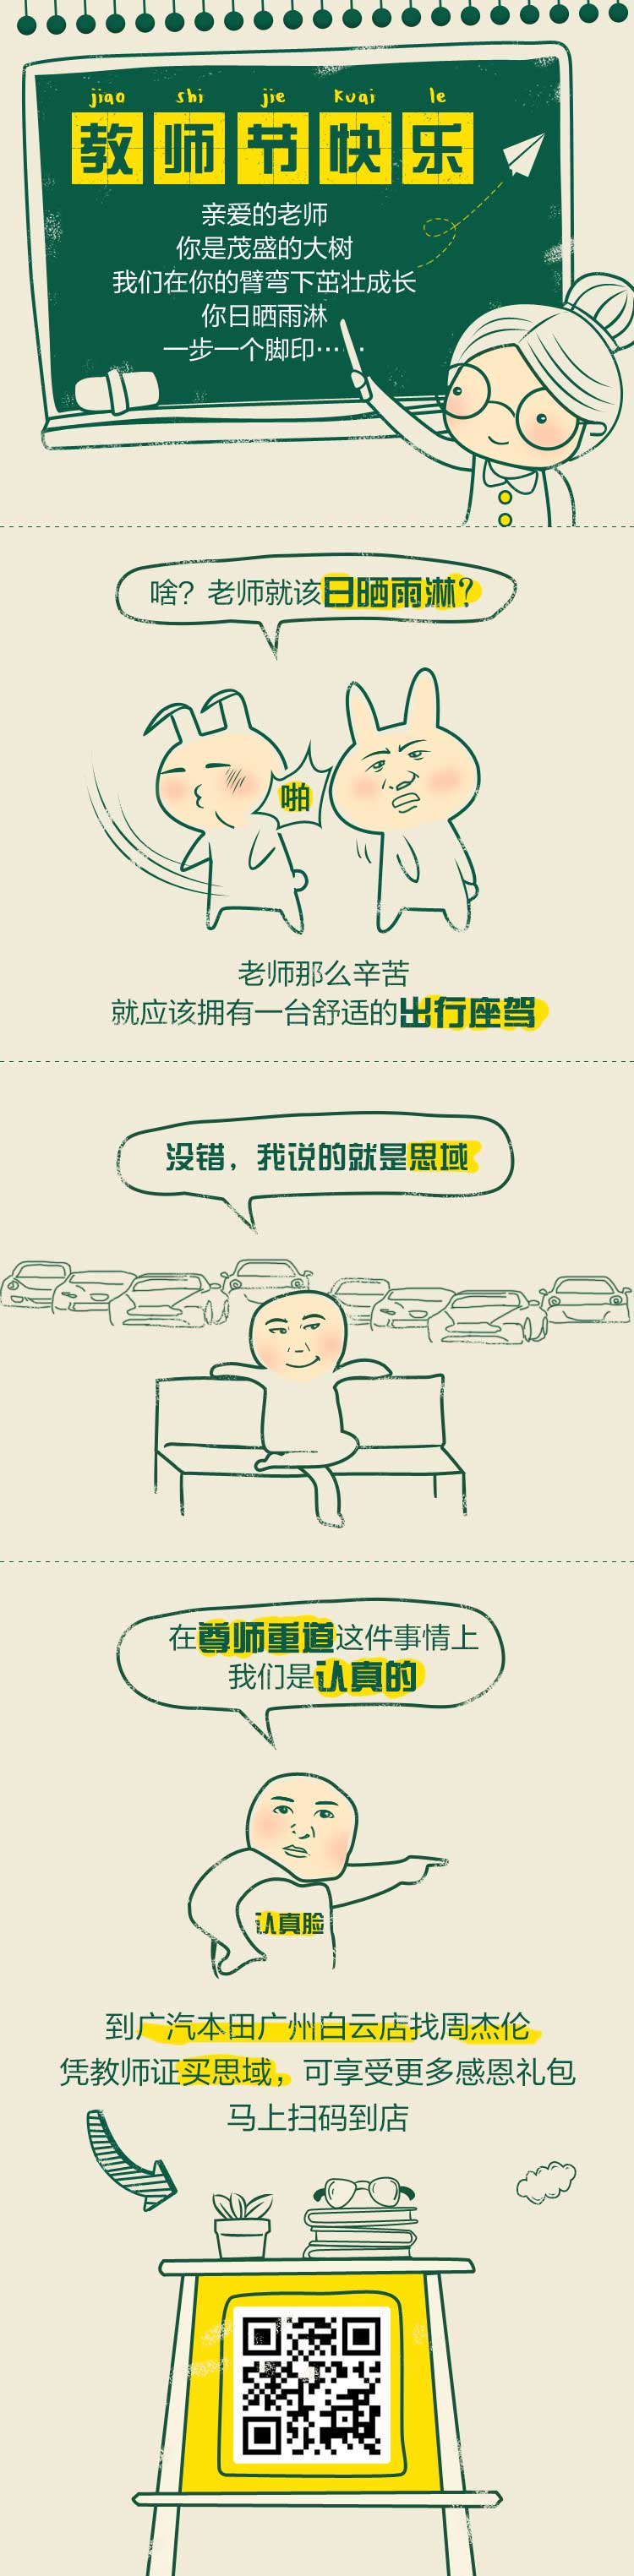 jiao shi jie kuai le
教师节快乐
亲爱的老师
你是茂盛的大树
我们在你的臂弯下茁壮成长
你日晒雨淋
一步一个脚印……
啥？老师就该日晒雨淋？
啪
老师那么辛苦
就应该拥有一台舒适的出行座驾
没错，我说的就是思域
在尊师重道这件事情上
我们是认真的
认真脸
到广汽本田广州白云店找周杰伦
凭教师证买思域，可享受更多感恩礼包
马上扫码到店